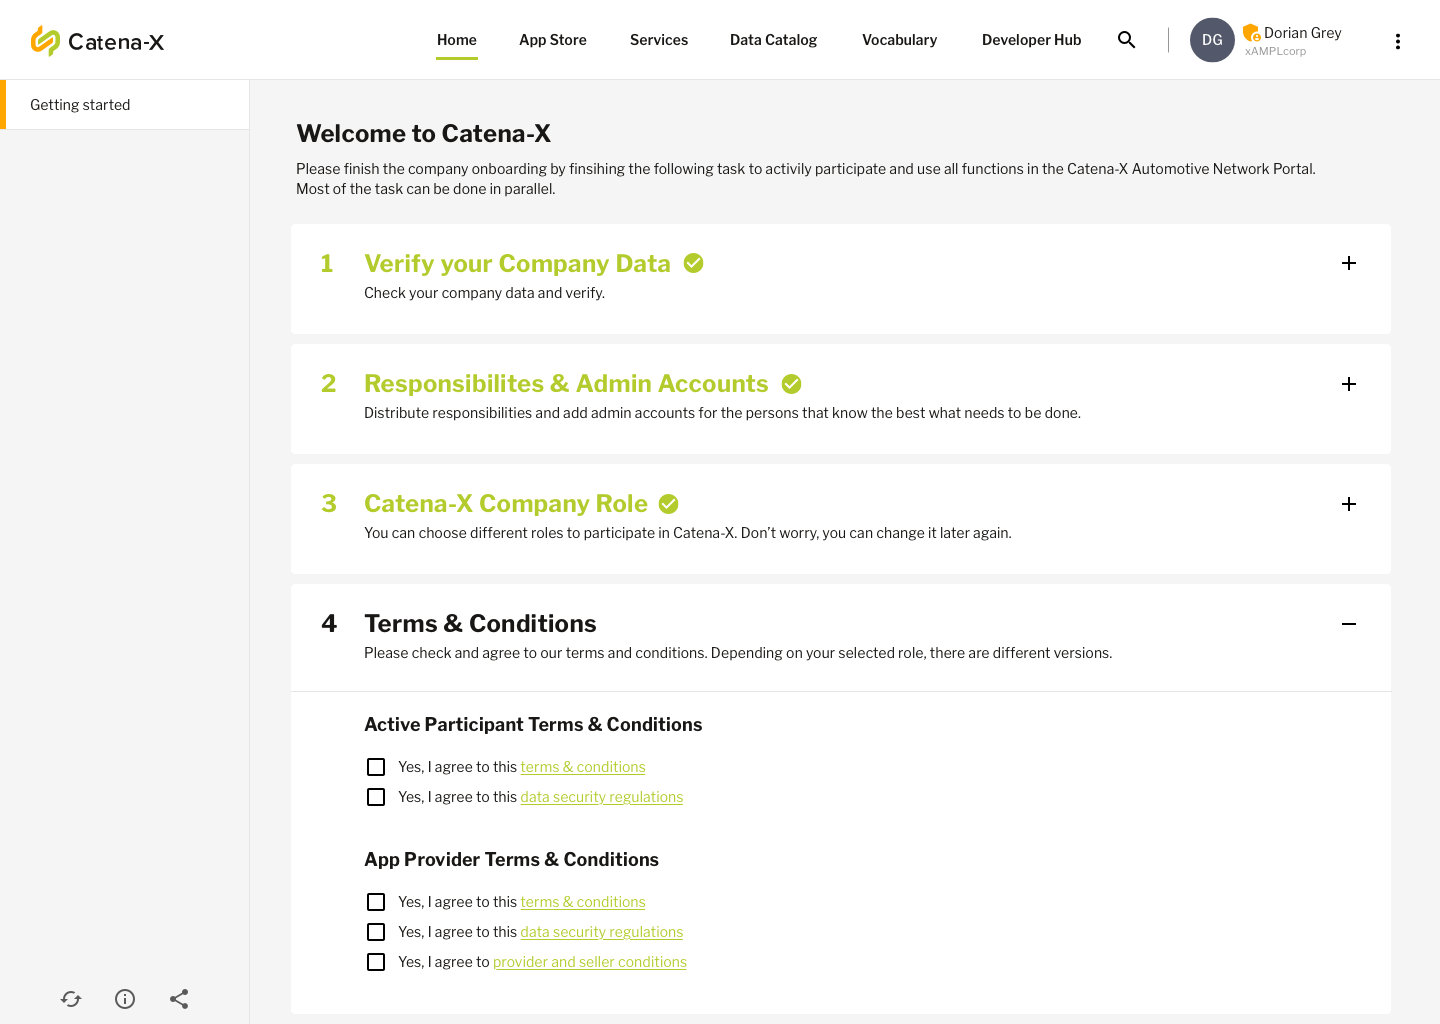 Catena-X
Home
App Store
Services
Data Catalog
Vocabulary
Developer Hub
DG
Dorian Grey
xAMPLcorp
Getting started
Welcome to Catena-X
Please finish the company onboarding by finsihing the following task to activily participate and use all functions in the Catena-X Automotive Network Portal.
Most of the task can be done in parallel.
1 Verify your Company Data
Check your company data and verify.
2 Responsibilites & Admin Accounts
Distribute responsibilities and add admin accounts for the persons that know the best what needs to be done.
3 Catena-X Company Role
You can choose different roles to participate in Catena-X. Don't worry, you can change it later again.
4 Terms & Conditions
Please check and agree to our terms and conditions. Depending on your selected role, there are different versions.
Active Participant Terms & Conditions
Yes, I agree to this terms & conditions
Yes, I agree to this data security regulations
App Provider Terms & Conditions
Yes, I agree to this terms & conditions
Yes, I agree to this data security regulations
Yes, I agree to provider and seller conditions